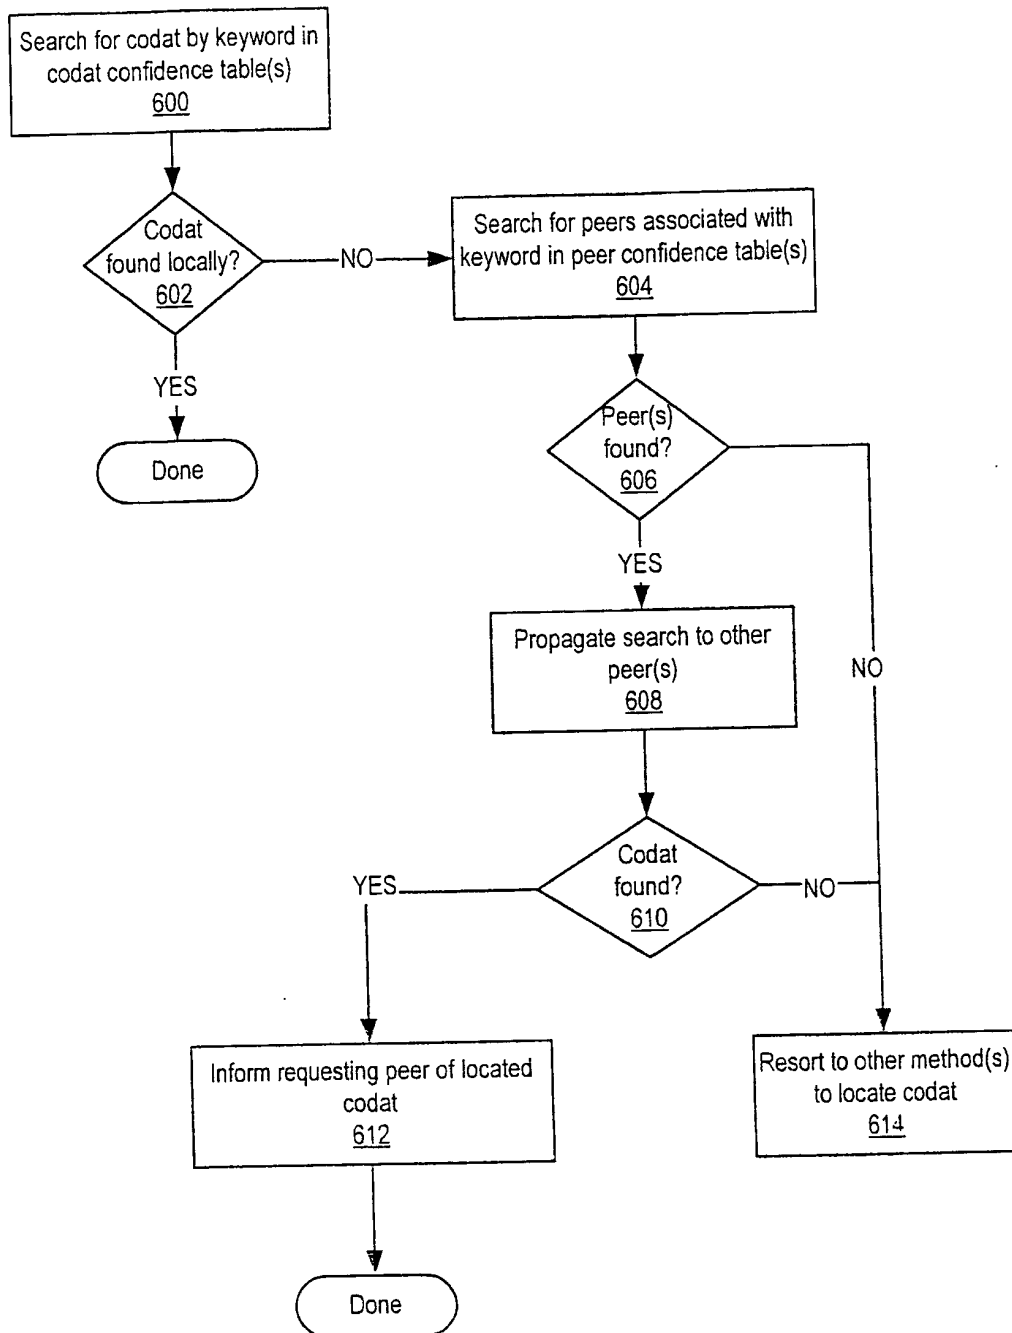 Search for codat by keyword in
codat confidence table(s)
600
Codat
found locally?
602
NO
Search for peers associated with
keyword in peer confidence table(s)
604
YES
Done
Peer(s)
found?
606
YES
NO
Propagate search to other
peer(s)
608
Codat
found?
610
YES
NO
Inform requesting peer of located
codat
612
Resort to other method(s)
to locate codat
614
Done